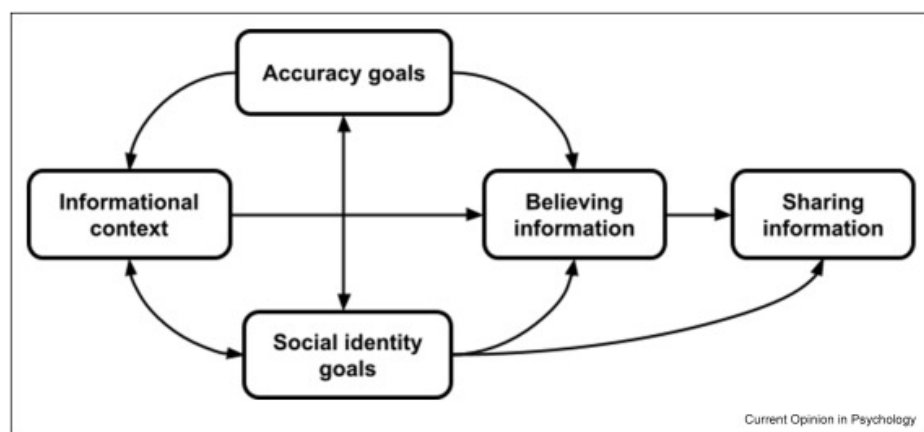 Accuracy goals
Informational
context
Believing
information
Sharing
information
Social identity
goals
Current Opinion in Psychology